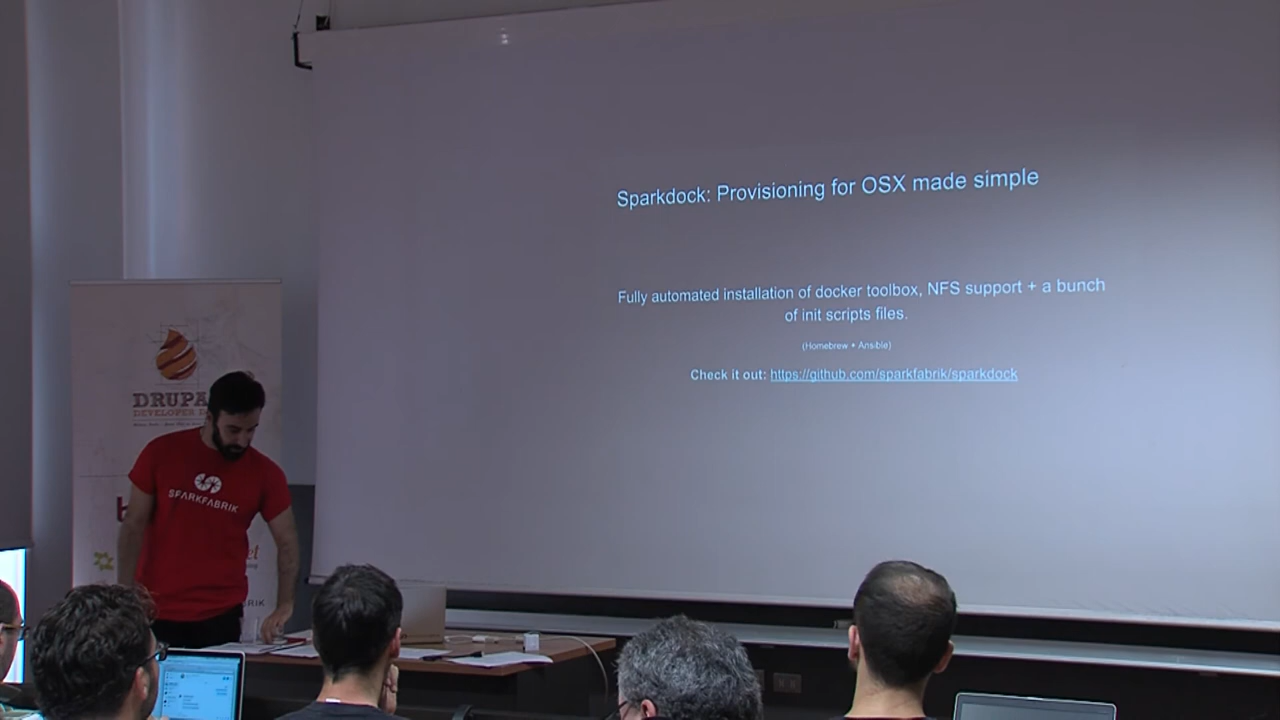 Sparkdock: Provisioning for OSX made simple
Fully automated installation of docker toolbox, NFS support + a bunch
of init scripts files.
(Homebrew + Ansible)
Check it out: https://github.com/sparkfabrik/sparkdock
DRUPA
DEVELOPER D
SPARKFABRIK